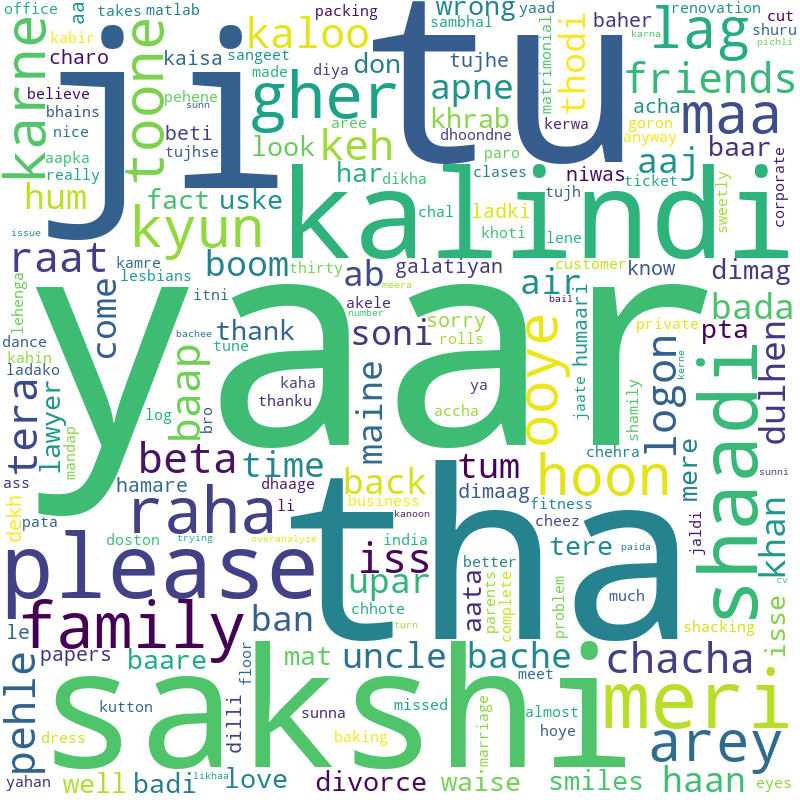 office
takes
matlab
aa
packing
sambhal
wrong
yaad
renovation
baher
lag
cut
shuru
kabir
karne
ji
tu
kaloo
charo
kaisa
sangeet
don
tujhe
apne
matrimonial
thodi
friends
karna
pichli
believe
made
toone
bhains
pehene
sunn
diya
gher
khrab
kerwa
goron
anyway
maa
nice
beti
aree
dhoondne
acha
aapka
tujhse
look
keh
paro
clases
niwas
baar
really
har
dikha
tujh
ticket
aaj
hum
fact
uske
ladki
sweetly
corporate
kyun
chal
khoti
lene
kalindi
issue
raat
kamre
lesbians
boom
thirty
ab
galatiyan
air
customer
know
dimag
lehenga
itni
meera
akele
bail
private
bada
come
bachee
number
yaar
dance
thank
tune
soni
sorry
rolls
ooye
jaate
humaari
pta
ladako
kahin
baap
kaha
thanku
ya
logon
shamily
kerne
dulhen
tera
lawyer
mandap
log
bro
maine
accha
shaadi
beta
time
chehra
mere
sunni
ass
hamare
dhaage
back
tum
hoon
dekh
pata
li
business
dimaag
fitness
khan
raha
kanoon
cheez
jaldi
please
doston
trying
overanalyze
india
iss
tha
better
tere
paida
upar
aata
parents
complete
problem
much
chhote
le
family
ban
turn
shacking
isse
pehle
papers
baare
floor
mat
uncle
bache
meet
chacha
sakshi
kutton
dilli
sunna
missed
marriage
almost
hoye
meri
dress
baking
arey
yahan
well
badi
likhaa
love
divorce
waise
smiles
haan
eyes